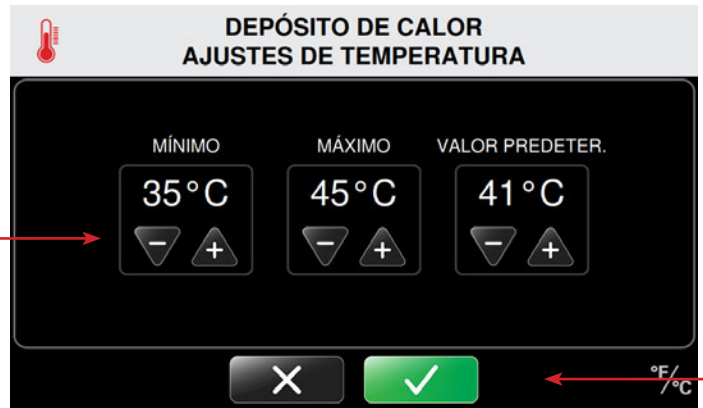 DEPÓSITO DE CALOR
AJUSTES DE TEMPERATURA
MÍNIMO MÁXIMO VALOR PREDETER.
35°C 45°C 41°C
- + - + - +
°F/°C